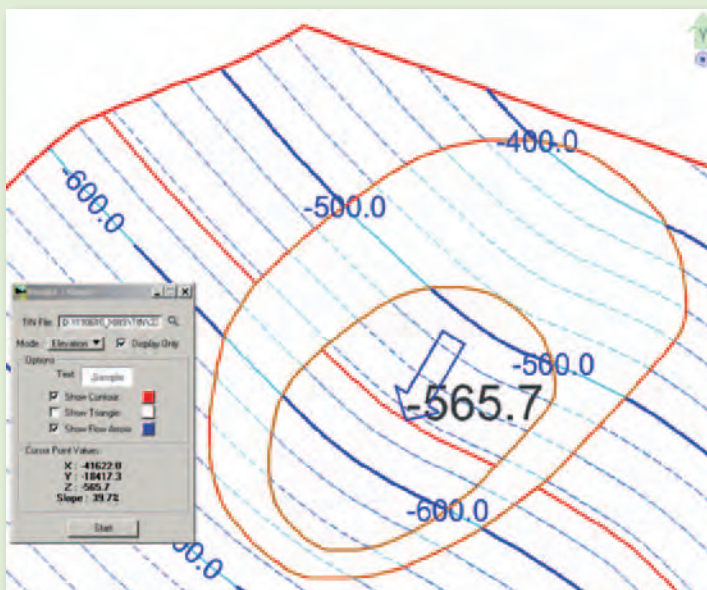 Y
-400.0
-600.0
-500.0
TIN File:
Mode: Elevation Display Only
Options
Text Sample
Show Contour
Show Triangle
Show Flow Arrow
Cursor Point Values:
X : -41622.0
Y : -18417.3
Z : -565.7
Slope : 39.7%
Start
-500.0
-565.7
-600.0
00.0